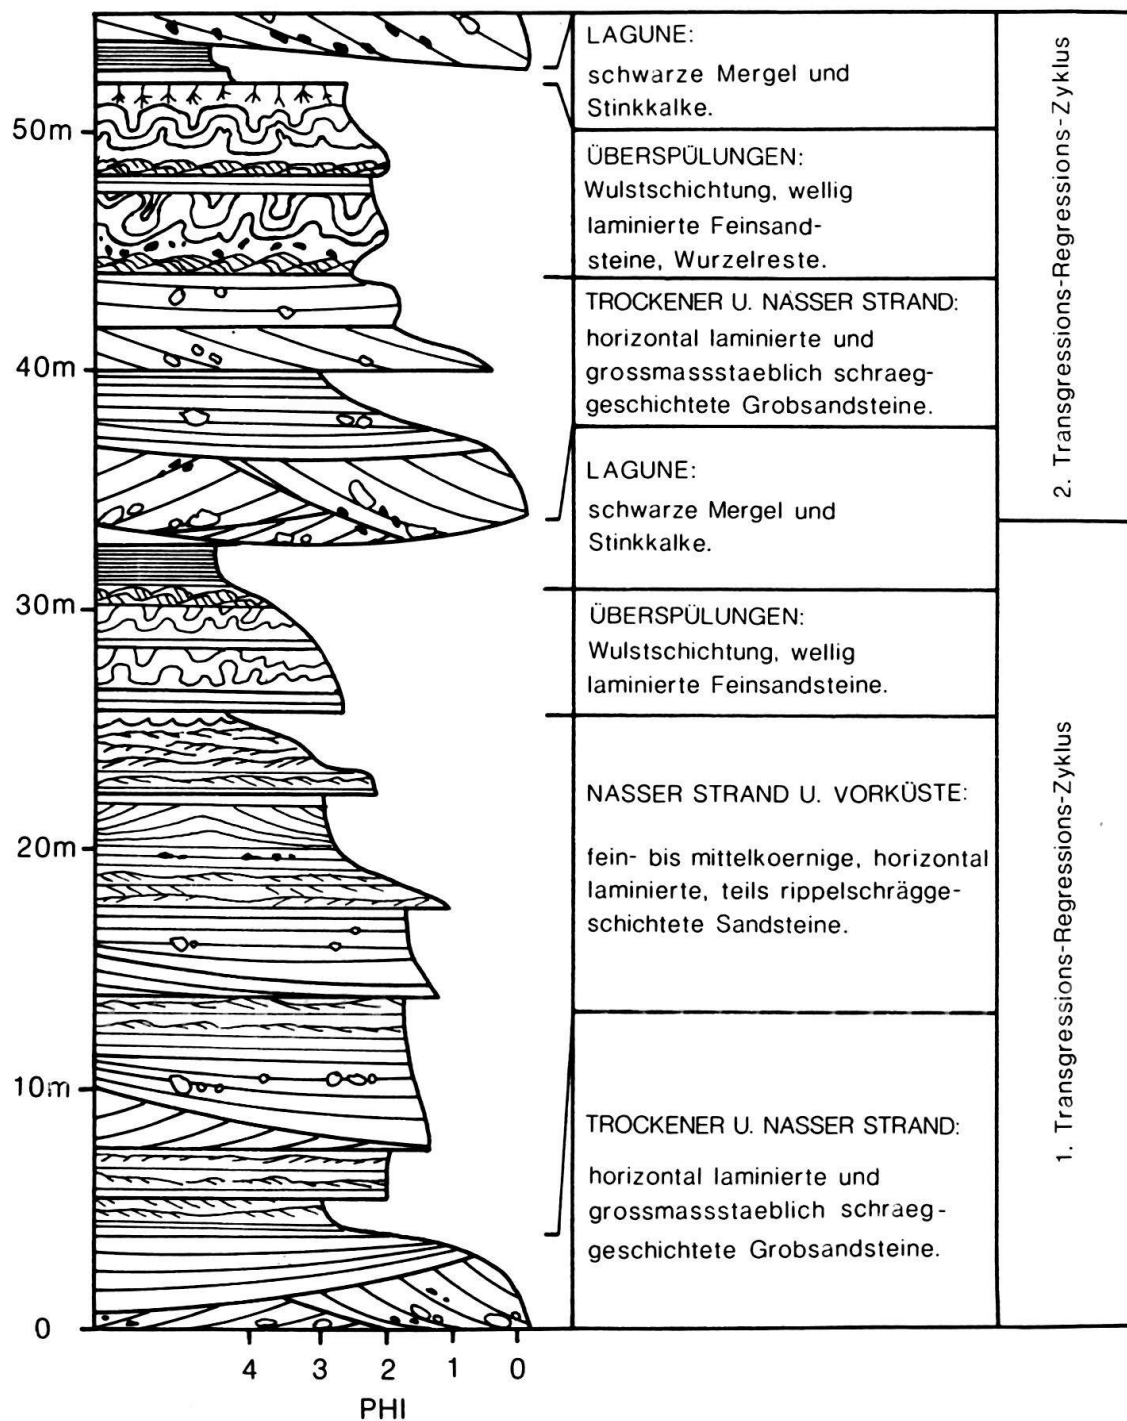 LAGUNE:
schwarze Mergel und
Stinkkalke.
ÜBERSPÜLUNGEN:
Wulstschichtung, wellig
laminierte Feinsand-
steine, Wurzelreste.
TROCKENER U. NASSER STRAND:
horizontal laminierte und
grossmassstaeblich schraeg-
geschichtete Grobsandsteine.
LAGUNE:
schwarze Mergel und
Stinkkalke.
ÜBERSPÜLUNGEN:
Wulstschichtung, wellig
laminierte Feinsandsteine.
NASSER STRAND U. VORKÜSTE:
fein- bis mittelkoernige, horizontal
laminierte, teils rippelschrägge-
schichtete Sandsteine.
TROCKENER U. NASSER STRAND:
horizontal laminierte und
grossmassstaeblich schraeg-
geschichtete Grobsandsteine.
2. Transgressions-Regressions-Zyklus
1. Transgressions-Regressions-Zyklus
50m
40m
30m
20m
10m
0
4 3 2 1 0
PHI